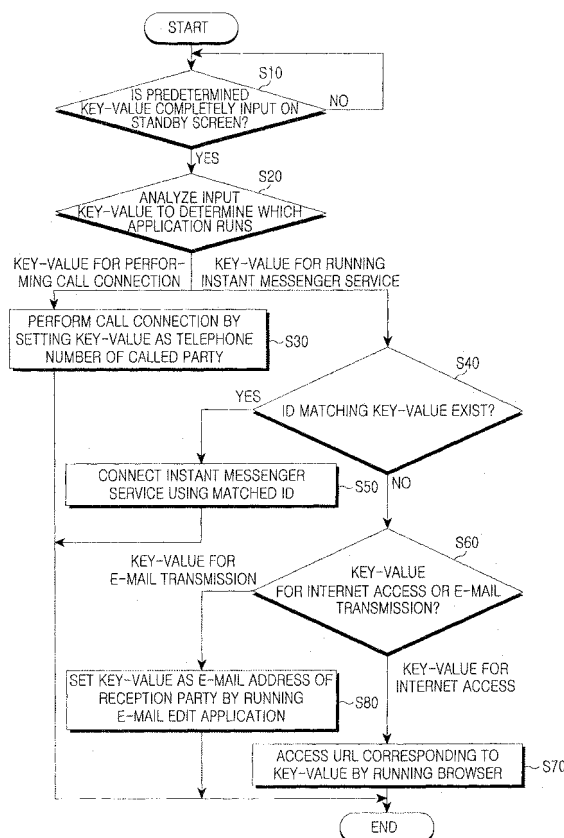 START
S10
IS PREDETERMINED
KEY-VALUE COMPLETELY INPUT ON
STANDBY SCREEN?
NO
YES
S20
ANALYZE INPUT
KEY-VALUE TO DETERMINE WHICH
APPLICATION RUNS
KEY-VALUE FOR PERFOR-
MING CALL CONNECTION
KEY-VALUE FOR RUNNING
INSTANT MESSENGER SERVICE
PERFORM CALL CONNECTION BY
SETTING KEY-VALUE AS TELEPHONE
NUMBER OF CALLED PARTY
S30
S40
YES
ID MATCHING KEY-VALUE EXIST?
CONNECT INSTANT MESSENGER
SERVICE USING MATCHED ID
S50
NO
S60
KEY-VALUE FOR
E-MAIL TRANSMISSION
KEY-VALUE
FOR INTERNET ACCESS OR E-MAIL
TRANSMISSION?
KEY-VALUE FOR
INTERNET ACCESS
SET KEY-VALUE AS E-MAIL ADDRESS OF
RECEPTION PARTY BY RUNNING
E-MAIL EDIT APPLICATION
S80
ACCESS URL CORRESPONDING TO
KEY-VALUE BY RUNNING BROWSER
S70
END